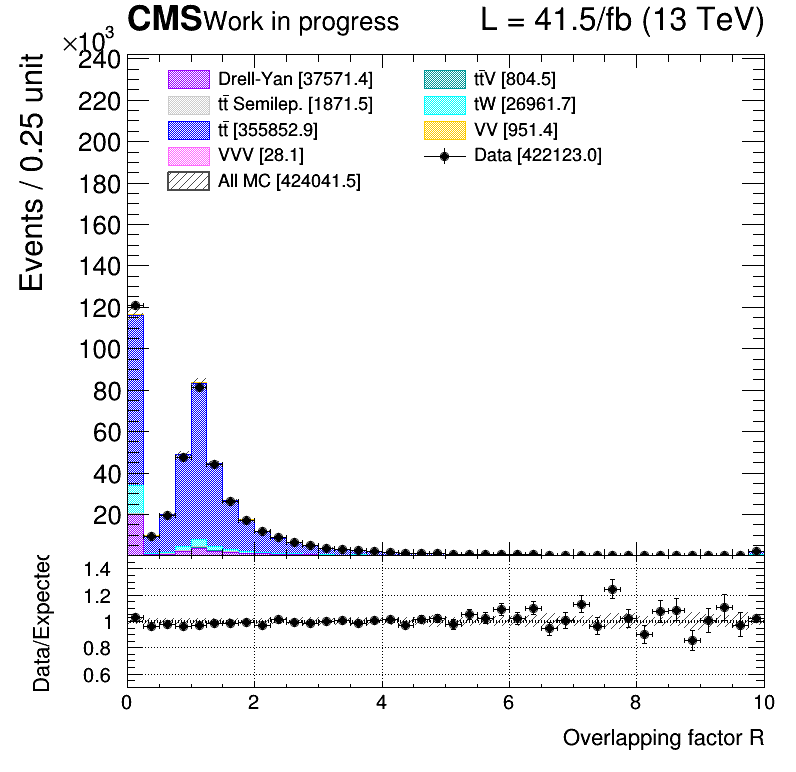 CMS Work in progress L = 41.5/fb (13 TeV)
×10³
Events / 0.25 unit
240
220
200
180
160
140
120
100
80
60
40
20
Drell-Yan [37571.4]
tt̄ Semilep. [1871.5]
tt̄ [355852.9]
VVV [28.1]
All MC [424041.5]
tt̄V [804.5]
tW [26961.7]
VV [951.4]
Data [422123.0]
Data/Expected
1.4
1.2
1
0.8
0.6
0 2 4 6 8 10
Overlapping factor R